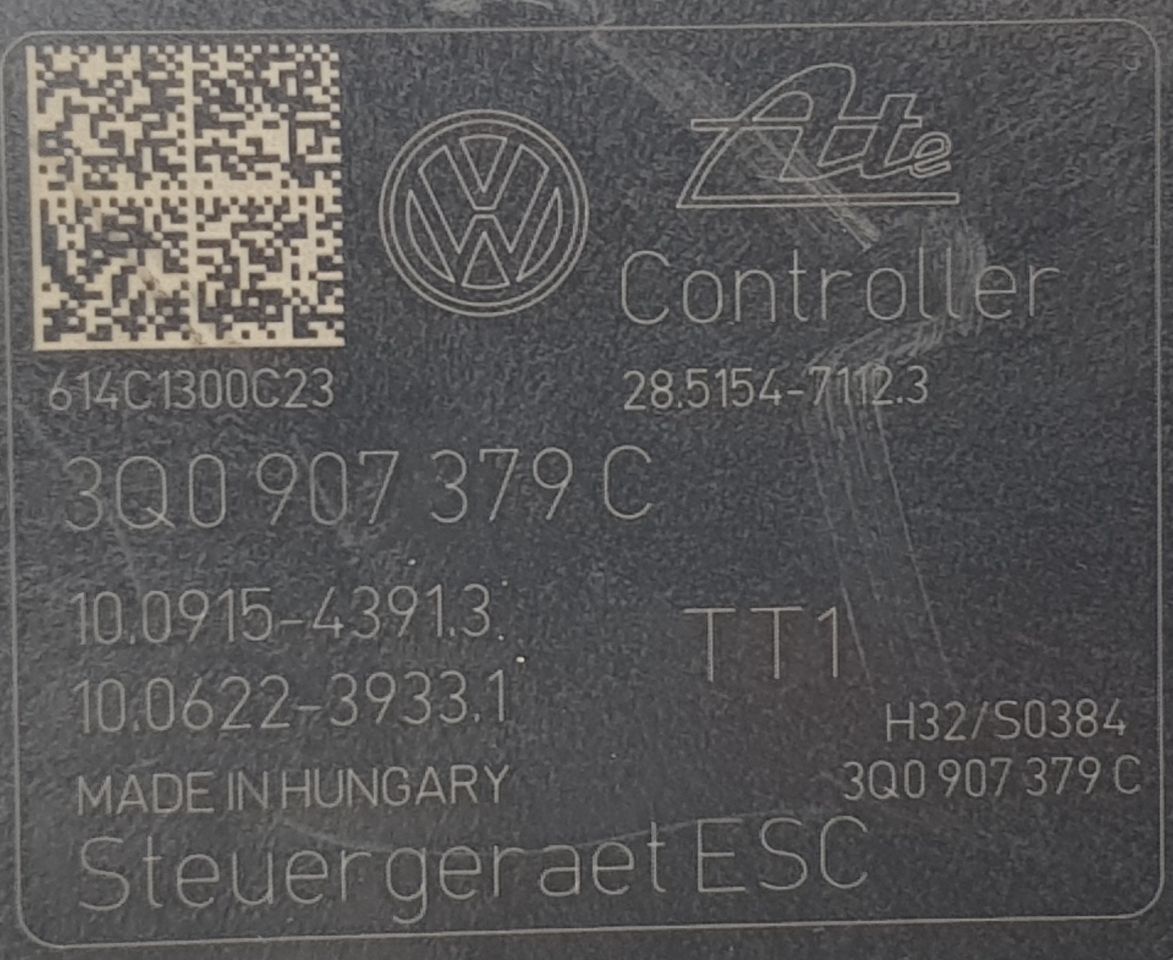 Ate
Controller
614C1300C23
28.5154-7112.3
3Q0 907 379 C
10.0915-4391.3
TT1
10.0622-3933.1
H32/S0384
MADE IN HUNGARY
3Q0 907 379 C
Steuergeraet ESC